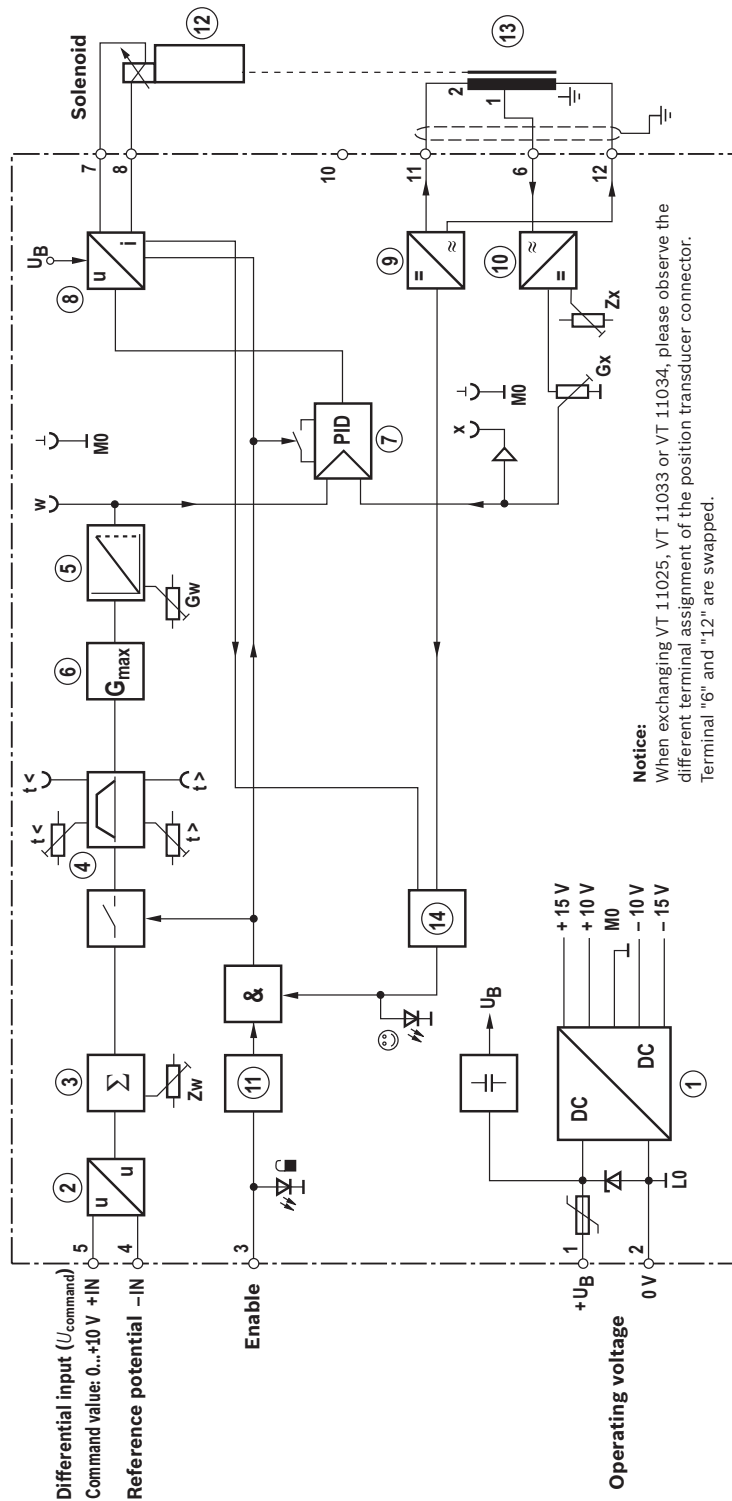 Differential input (Ucommand)
Command value: 0...+10 V +IN
Reference potential –IN
5
4
2
u
u
3
Σ
Zw
4
t <
t <
t >
t >
6
Gmax
5
Gw
w
M0
UB
8
u
i
7
8
Solenoid
12
Enable
3
11
&
14
7
PID
x
M0
Gx
Zx
9
=
≈
10
≈
=
10
11
6
12
2
1
13
Operating voltage
+UB
0 V
1
2
L0
UB
DC
DC
1
+ 15 V
+ 10 V
M0
– 10 V
– 15 V
Notice:
When exchanging VT 11025, VT 11033 or VT 11034, please observe the
different terminal assignment of the position transducer connector.
Terminal "6" and "12" are swapped.